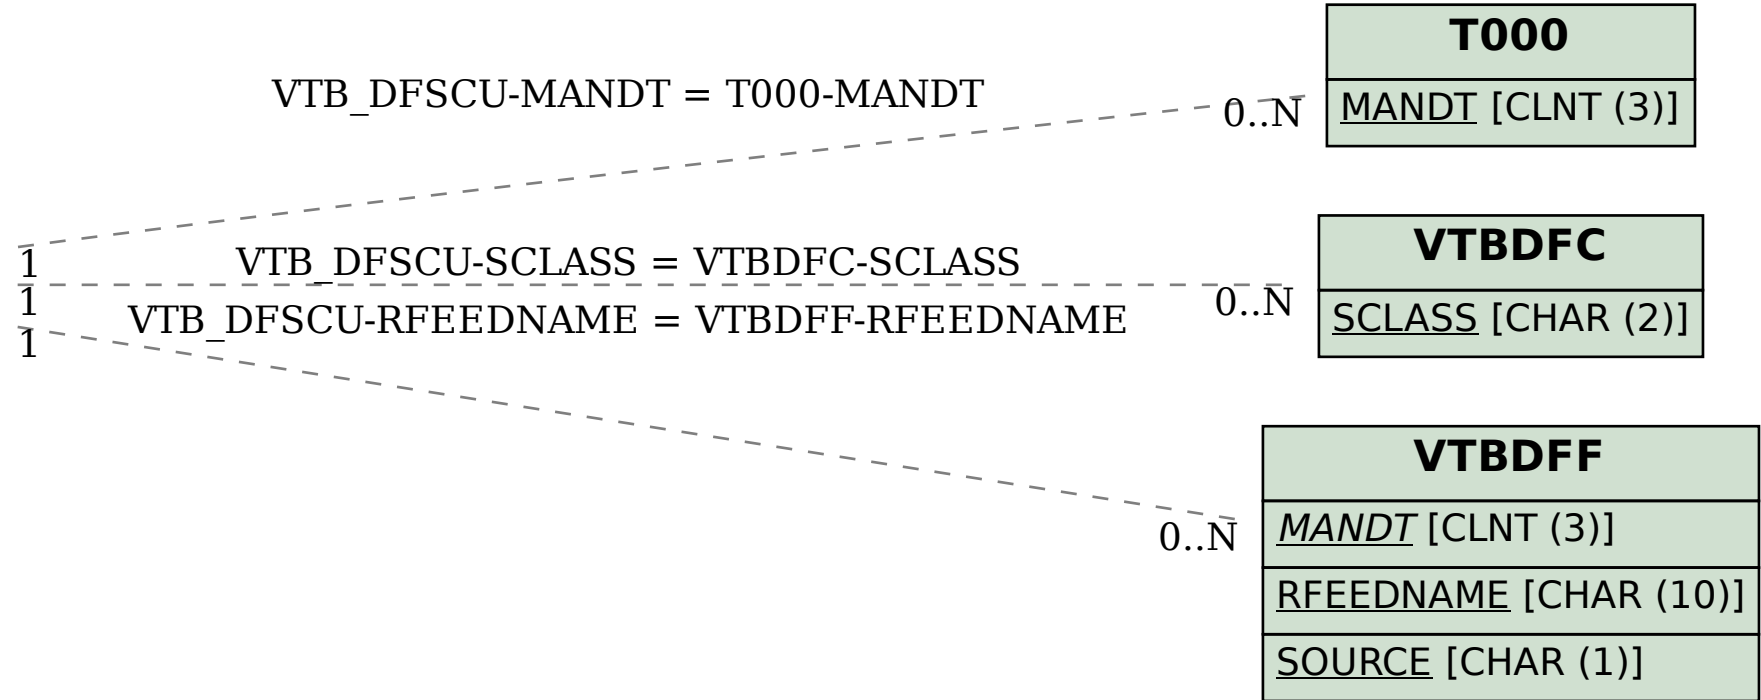 T000
VTB_DFSCU-MANDT = T000-MANDT
0..N
MANDT [CLNT (3)]
1
VTB_DFSCU-SCLASS = VTBDFC-SCLASS
VTBDFC
1
0..N
SCLASS [CHAR (2)]
VTB_DFSCU-RFEEDNAME = VTBDFF-RFEEDNAME
1
VTBDFF
0..N
MANDT [CLNT (3)]
RFEEDNAME [CHAR (10)]
SOURCE [CHAR (1)]